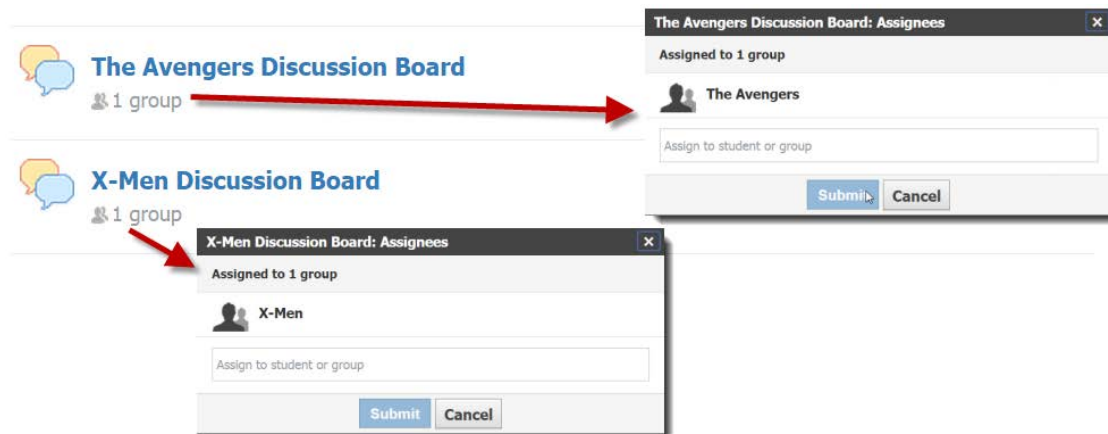 The Avengers Discussion Board
1 group
X-Men Discussion Board
1 group
The Avengers Discussion Board: Assignees
Assigned to 1 group
The Avengers
Assign to student or group
Submit Cancel
X-Men Discussion Board: Assignees
Assigned to 1 group
X-Men
Assign to student or group
Submit Cancel